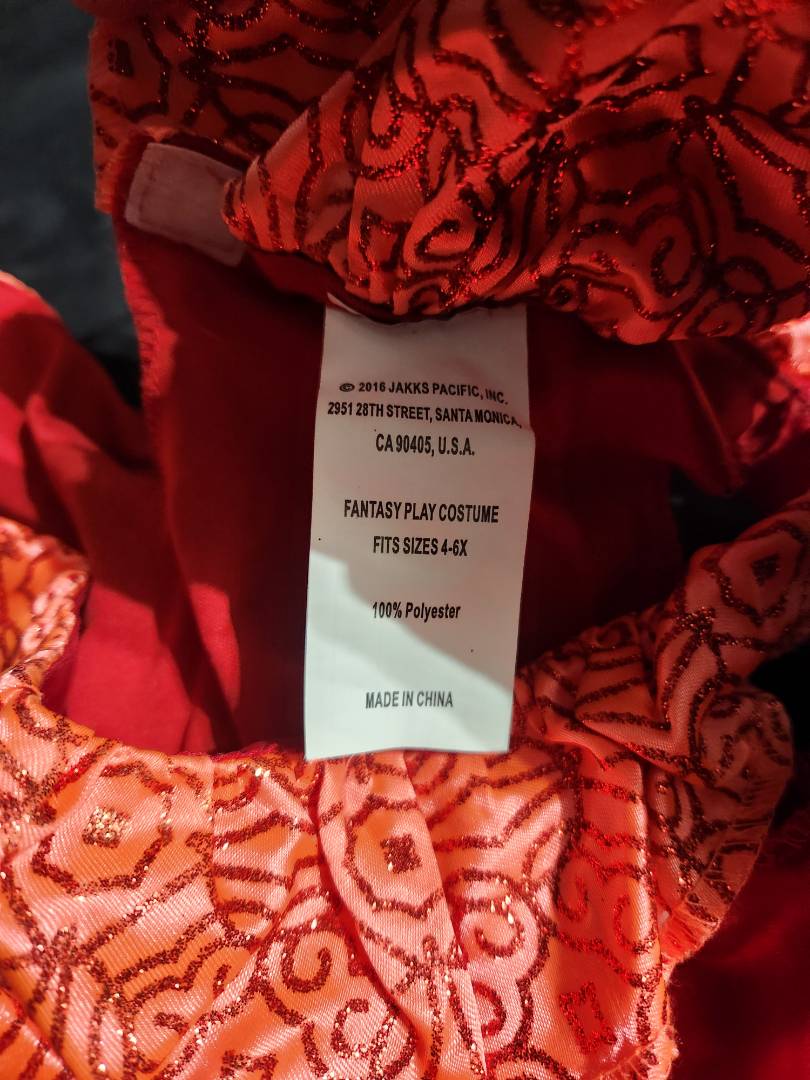 © 2016 JAKKS PACIFIC, INC.
2951 28TH STREET, SANTA MONICA,
CA 90405, U.S.A.
FANTASY PLAY COSTUME
FITS SIZES 4-6X
100% Polyester
MADE IN CHINA